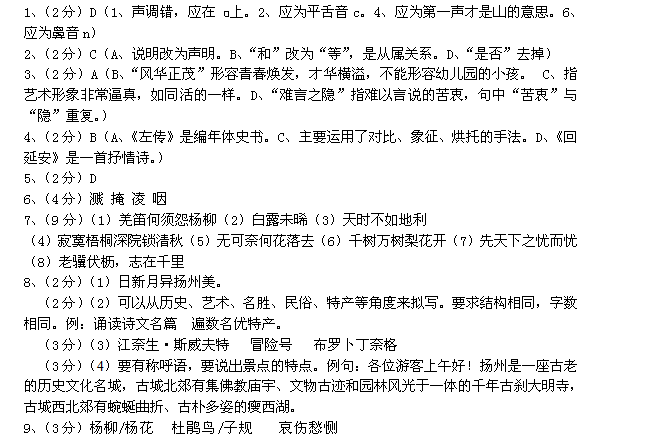 1、（2分）D（1、声调错，应在 u上。2、应为平舌音 c。4、应为第一声才是山的意思。6、
应为鼻音n）
2、（2分）C（A、说明改为声明。B、“和”改为“等”，是从属关系。D、“是否”去掉）
3、（2分）A（B、“风华正茂”形容青春焕发，才华横溢，不能形容幼儿园的小孩。 C、指
艺术形象非常逼真，如同活的一样。D、“难言之隐”指难以言说的苦衷，句中“苦衷”与
“隐”重复。）
4、（2分）B（A、《左传》是编年体史书。C、主要运用了对比、象征、烘托的手法。D、《回
延安》是一首抒情诗。）
5、（2分）D
6、（4分）溅 掩 凌 咽
7、（9分）（1）羌笛何须怨杨柳（2）白露未晞（3）天时不如地利
（4）寂寞梧桐深院锁清秋（5）无可奈何花落去（6）千树万树梨花开（7）先天下之忧而忧
（8）老骥伏枥，志在千里
8、（2分）（1）日新月异扬州美。
（2分）（2）可以从历史、艺术、名胜、民俗、特产等角度来拟写。要求结构相同，字数
相同。例：诵读诗文名篇 遍数名优特产。
（3分）（3）江奈生·斯威夫特 冒险号 布罗卜丁奈格
（3分）（4）要有称呼语，要说出景点的特点。例句：各位游客上午好！扬州是一座古老
的历史文化名城，古城北郊有集佛教庙宇、文物古迹和园林风光于一体的千年古刹大明寺，
古城西北郊有蜿蜒曲折、古朴多姿的瘦西湖。
9、（3分）杨柳/杨花 杜鹃鸟/子规 哀伤愁恻